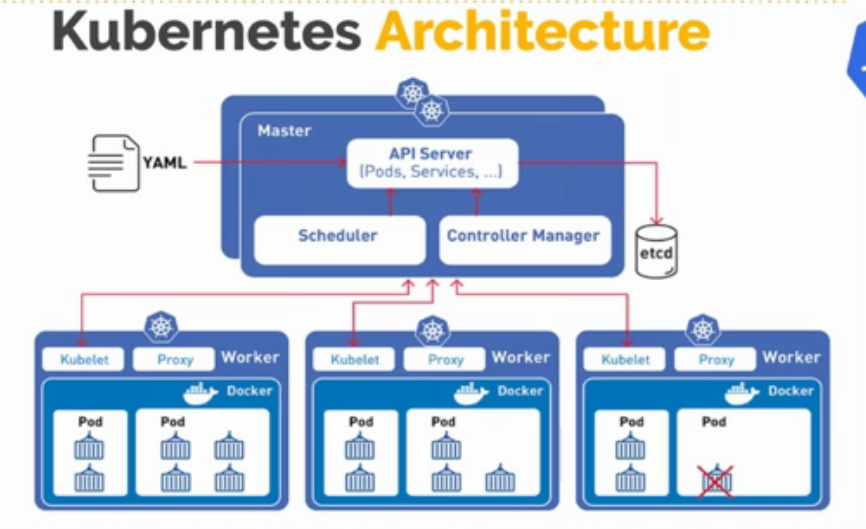 Kubernetes Architecture
Master
YAML
API Server
(Pods, Services, ...)
Scheduler
Controller Manager
etcd
Kubelet
Proxy
Worker
Docker
Pod
Pod
Kubelet
Proxy
Worker
Docker
Pod
Pod
Kubelet
Proxy
Worker
Docker
Pod
Pod